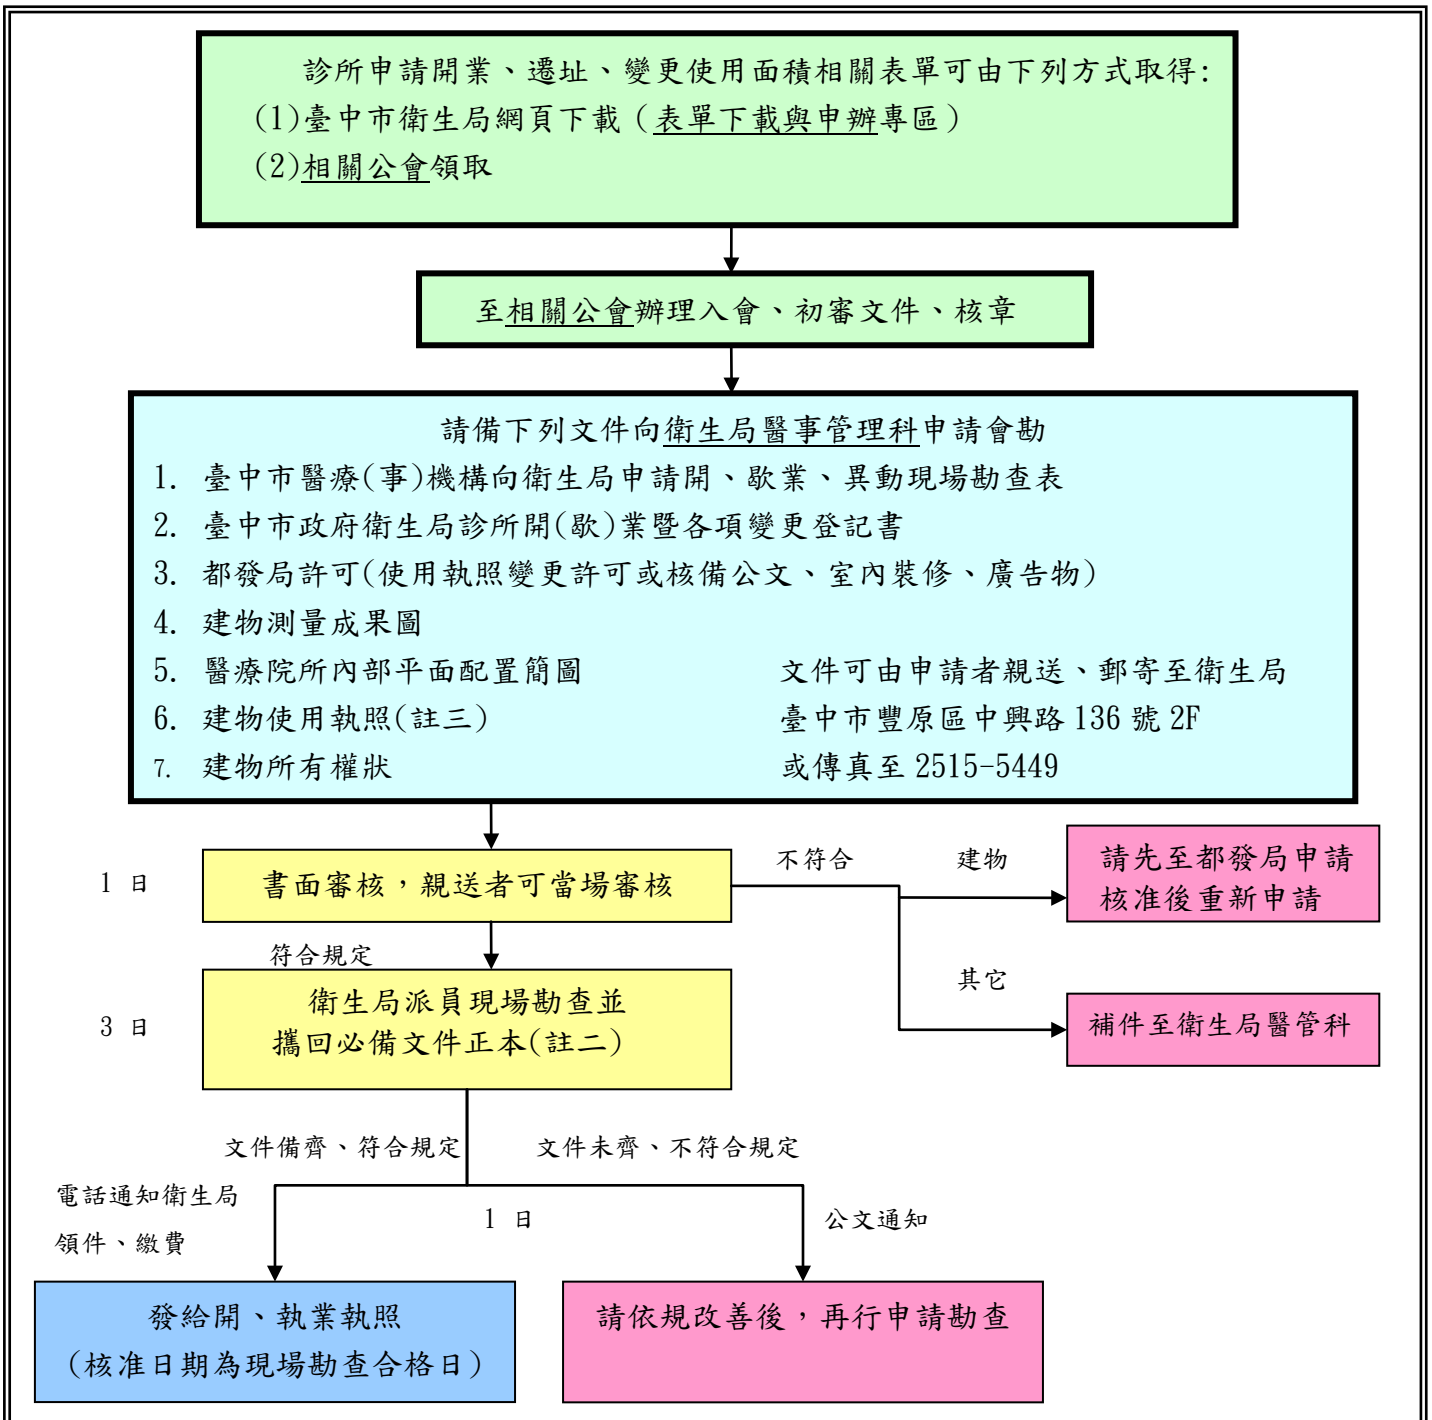 診所申請開業、遷址、變更使用面積相關表單可由下列方式取得：
(1)臺中市衛生局網頁下載（表單下載與申辦專區）
(2)相關公會領取
至相關公會辦理入會、初審文件、核章
請備下列文件向衛生局醫事管理科申請會勘
1. 臺中市醫療(事)機構向衛生局申請開、歇業、異動現場勘查表
2. 臺中市政府衛生局診所開(歇)業暨各項變更登記書
3. 都發局許可(使用執照變更許可或核備公文、室內裝修、廣告物)
4. 建物測量成果圖
5. 醫療院所內部平面配置簡圖 文件可由申請者親送、郵寄至衛生局
6. 建物使用執照(註三) 臺中市豐原區中興路 136 號 2F
7. 建物所有權狀 或傳真至 2515-5449
1 日
書面審核，親送者可當場審核
不符合
建物
請先至都發局申請
核准後重新申請
符合規定
其它
3 日
衛生局派員現場勘查並
攜回必備文件正本(註二)
補件至衛生局醫管科
文件備齊、符合規定
文件未齊、不符合規定
電話通知衛生局
領件、繳費
1 日
公文通知
發給開、執業執照
（核准日期為現場勘查合格日）
請依規改善後，再行申請勘查